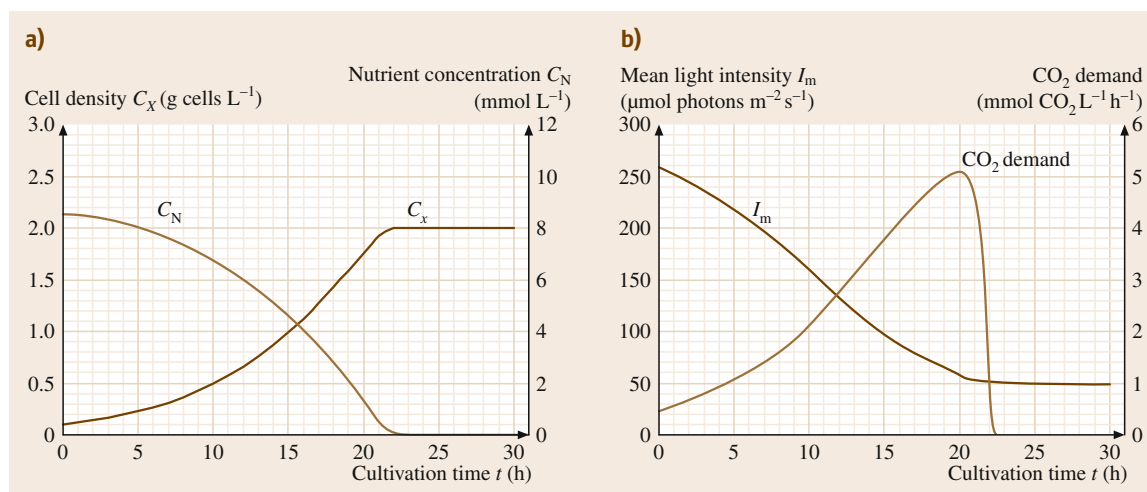 a)
Nutrient concentration C_N
Cell density C_X (g cells L⁻¹)
(mmol L⁻¹)
3.0
12
2.5
10
C_N
C_x
2.0
8
1.5
6
1.0
4
0.5
2
0
0
0 5 10 15 20 25 30
Cultivation time t (h)
b)
Mean light intensity I_m
CO₂ demand
(µmol photons m⁻² s⁻¹)
(mmol CO₂ L⁻¹ h⁻¹)
300
6
CO₂ demand
250
5
I_m
200
4
150
3
100
2
50
1
0
0
0 5 10 15 20 25 30
Cultivation time t (h)